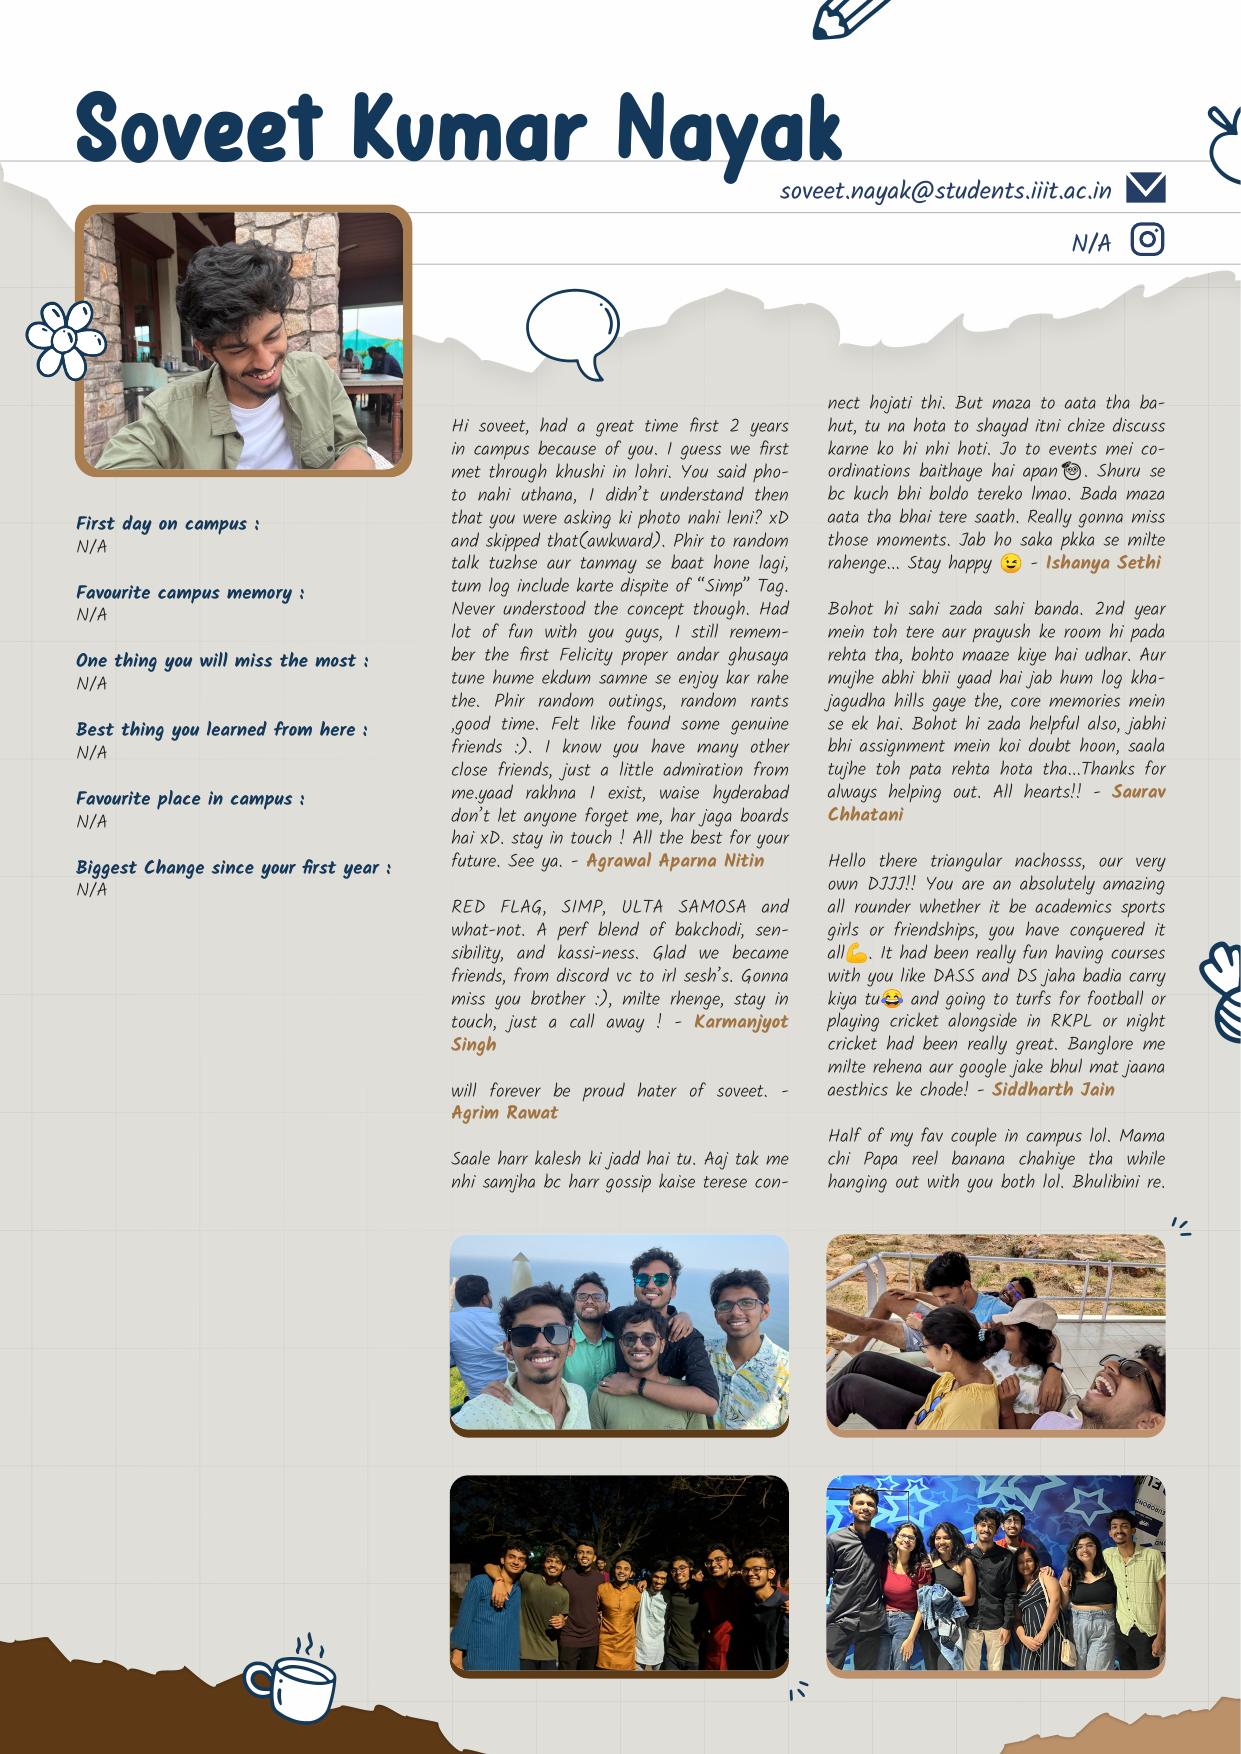 Soveet Kumar Nayak
soveet.nayak@students.iiit.ac.in
N/A
First day on campus :
N/A
Favourite campus memory :
N/A
One thing you will miss the most :
N/A
Best thing you learned from here :
N/A
Favourite place in campus :
N/A
Biggest Change since your first year :
N/A
Hi soveet, had a great time first 2 years
in campus because of you. I guess we first
met through khushi in lohri. You said pho-
to nahi uthana, I didn't understand then
that you were asking ki photo nahi leni? xD
and skipped that(awkward). Phir to random
talk tuzhse aur tanmay se baat hone lagi,
tum log include karte dispite of “Simp” Tag.
Never understood the concept though. Had
lot of fun with you guys, I still remem-
ber the first Felicity proper andar ghusaya
tune hume ekdum samne se enjoy kar rahe
the. Phir random outings, random rants
,good time. Felt like found some genuine
friends :). I know you have many other
close friends, just a little admiration from
me.yaad rakhna I exist, waise hyderabad
don't let anyone forget me, har jaga boards
hai xD. stay in touch ! All the best for your
future. See ya. - Agrawal Aparna Nitin
RED FLAG, SIMP, ULTA SAMOSA and
what-not. A perf blend of bakchodi, sen-
sibility, and kassi-ness. Glad we became
friends, from discord vc to irl sesh's. Gonna
miss you brother :), milte rhenge, stay in
touch, just a call away ! - Karmanjyot
Singh
will forever be proud hater of soveet. -
Agrim Rawat
Saale harr kalesh ki jadd hai tu. Aaj tak me
nhi samjha bc harr gossip kaise terese con-
nect hojati thi. But maza to aata tha ba-
hut, tu na hota to shayad itni chize discuss
karne ko hi nhi hoti. Jo to events mei co-
ordinations baithaye hai apan. Shuru se
bc kuch bhi boldo tereko lmao. Bada maza
aata tha bhai tere saath. Really gonna miss
those moments. Jab ho saka pkka se milte
rahenge... Stay happy 😉 - Ishanya Sethi
Bohot hi sahi zada sahi banda. 2nd year
mein toh tere aur prayush ke room hi pada
rehta tha, bohto maaze kiye hai udhar. Aur
mujhe abhi bhii yaad hai jab hum log kha-
jagudha hills gaye the, core memories mein
se ek hai. Bohot hi zada helpful also, jabhi
bhi assignment mein koi doubt hoon, saala
tujhe toh pata rehta hota tha...Thanks for
always helping out. All hearts!! - Saurav
Chhatani
Hello there triangular nachosss, our very
own DJJJ!! You are an absolutely amazing
all rounder whether it be academics sports
girls or friendships, you have conquered it
all💪. It had been really fun having courses
with you like DASS and DS jaha badia carry
kiya tu😂 and going to turfs for football or
playing cricket alongside in RKPL or night
cricket had been really great. Banglore me
milte rehena aur google jake bhul mat jaana
aesthics ke chode! - Siddharth Jain
Half of my fav couple in campus lol. Mama
chi Papa reel banana chahiye tha while
hanging out with you both lol. Bhulibini re.